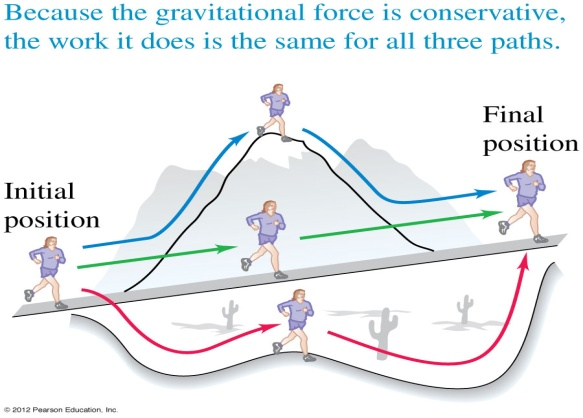 Because the gravitational force is conservative,
the work it does is the same for all three paths.
Final
position
Initial
position
© 2012 Pearson Education, Inc.